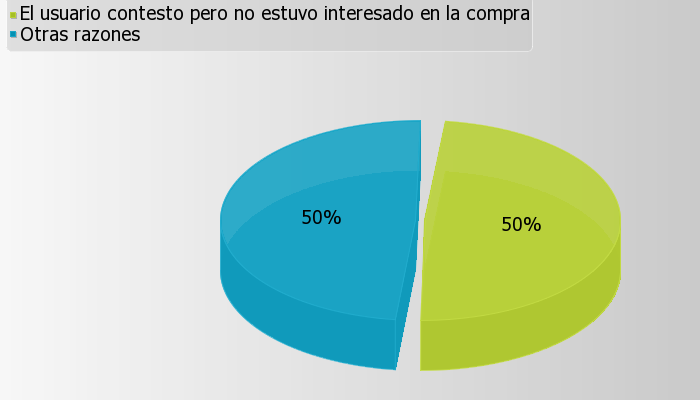 El usuario contesto pero no estuvo interesado en la compra
Otras razones
50%
50%